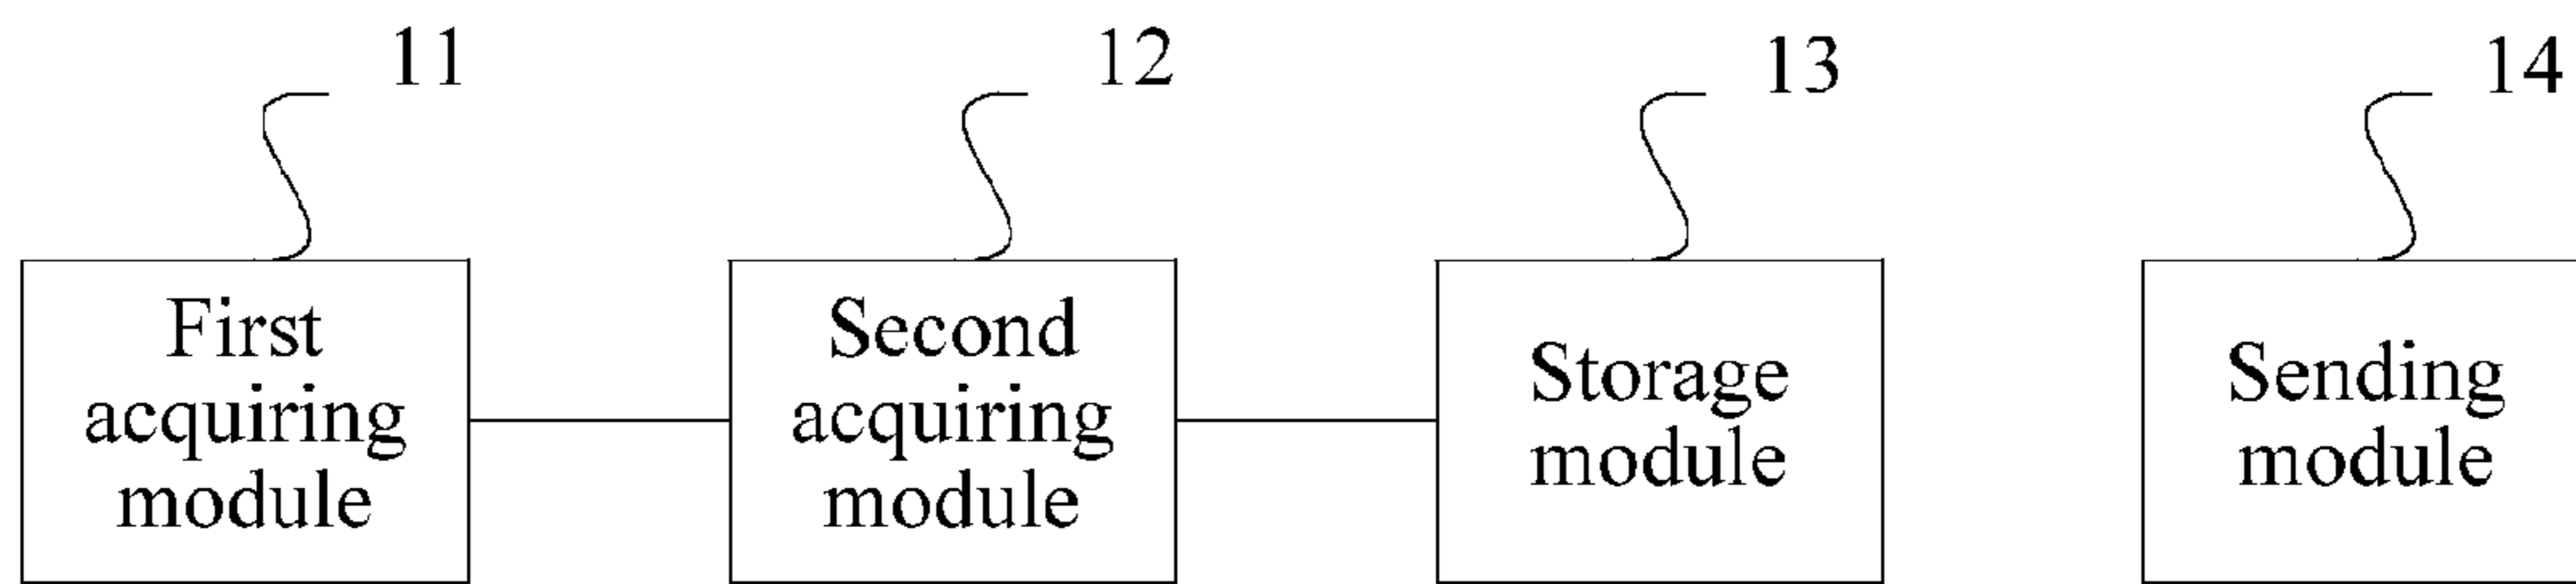 11
12
13
14
First
acquiring
module
Second
acquiring
module
Storage
module
Sending
module